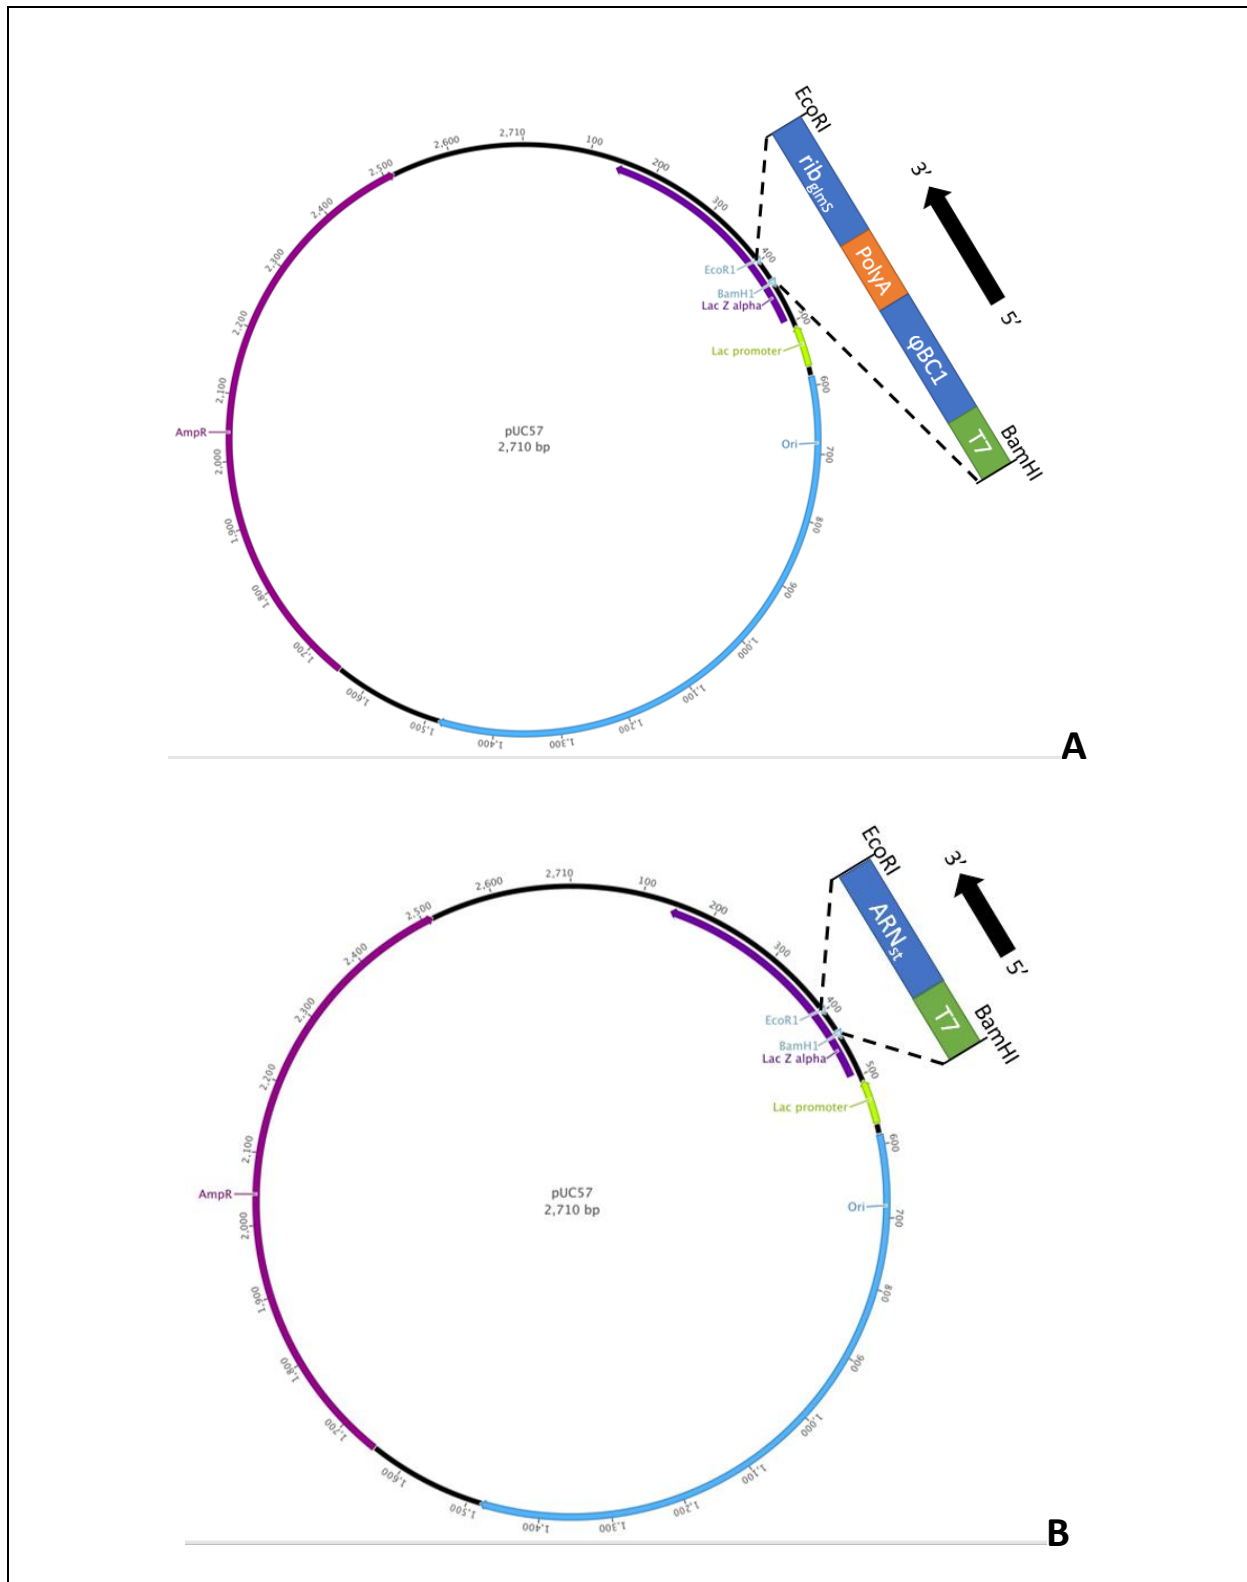 EcoRI
rib glmS
PolyA
φBC1
T7
BamHI
3’
5’
2,710
100
200
300
400
500
600
700
800
900
1,000
1,100
1,200
1,300
1,400
1,500
1,600
1,700
1,800
1,900
2,000
2,100
2,200
2,300
2,400
2,500
2,600
EcoR1
BamH1
Lac Z alpha
Lac promoter
Ori
AmpR
pUC57
2,710 bp
A
EcoRI
ARNst
T7
BamHI
3’
5’
2,710
100
200
300
400
500
600
700
800
900
1,000
1,100
1,200
1,300
1,400
1,500
1,600
1,700
1,800
1,900
2,000
2,100
2,200
2,300
2,400
2,500
2,600
EcoR1
BamH1
Lac Z alpha
Lac promoter
Ori
AmpR
pUC57
2,710 bp
B